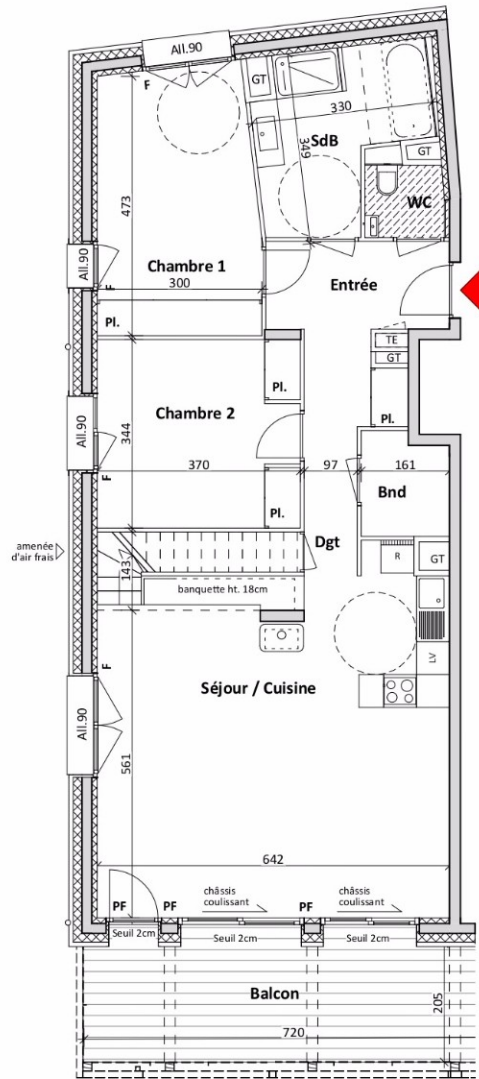 All.90
F
GT
330
SdB
349
GT
WC
473
All.90
F
Chambre 1
300
Entrée
Pl.
TE
GT
Pl.
Pl.
Chambre 2
344
All.90
370
97
161
F
Bnd
Pl.
Dgt
amenée
d'air frais
143
R
GT
banquette ht. 18cm
LV
F
All.90
Séjour / Cuisine
561
642
PF
PF
châssis
coulissant
PF
châssis
coulissant
Seuil 2cm
Seuil 2cm
Seuil 2cm
Balcon
205
720